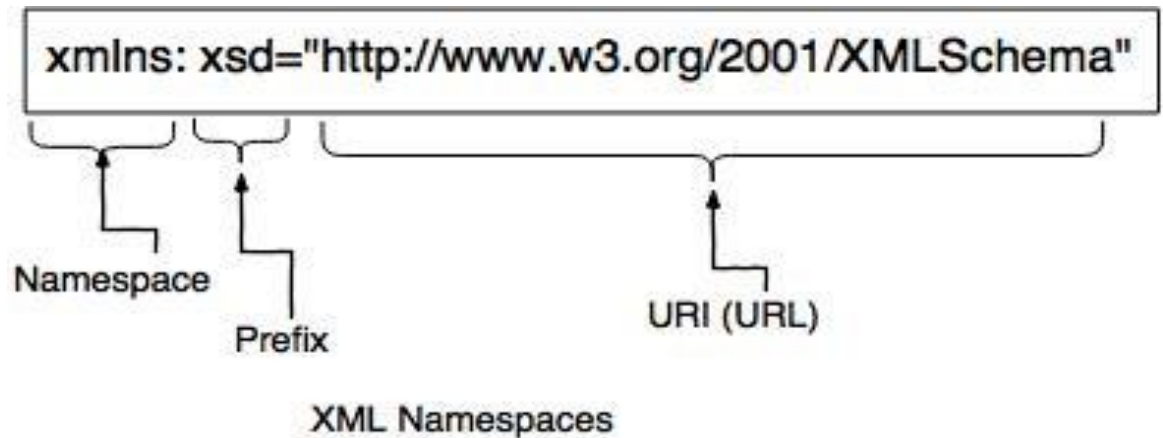 xmlns: xsd="http://www.w3.org/2001/XMLSchema"
Namespace
Prefix
URI (URL)
XML Namespaces